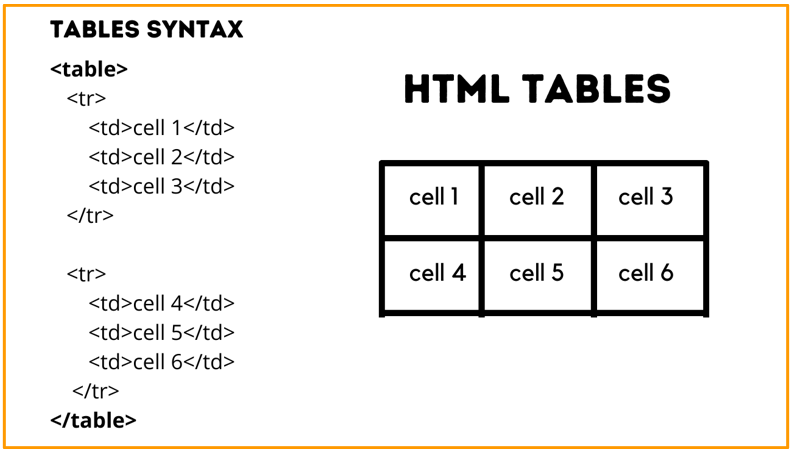 TABLES SYNTAX
<table>
<tr>
<td>cell 1</td>
<td>cell 2</td>
<td>cell 3</td>
</tr>
<tr>
<td>cell 4</td>
<td>cell 5</td>
<td>cell 6</td>
</tr>
</table>
HTML TABLES
cell 1 cell 2 cell 3
cell 4 cell 5 cell 6